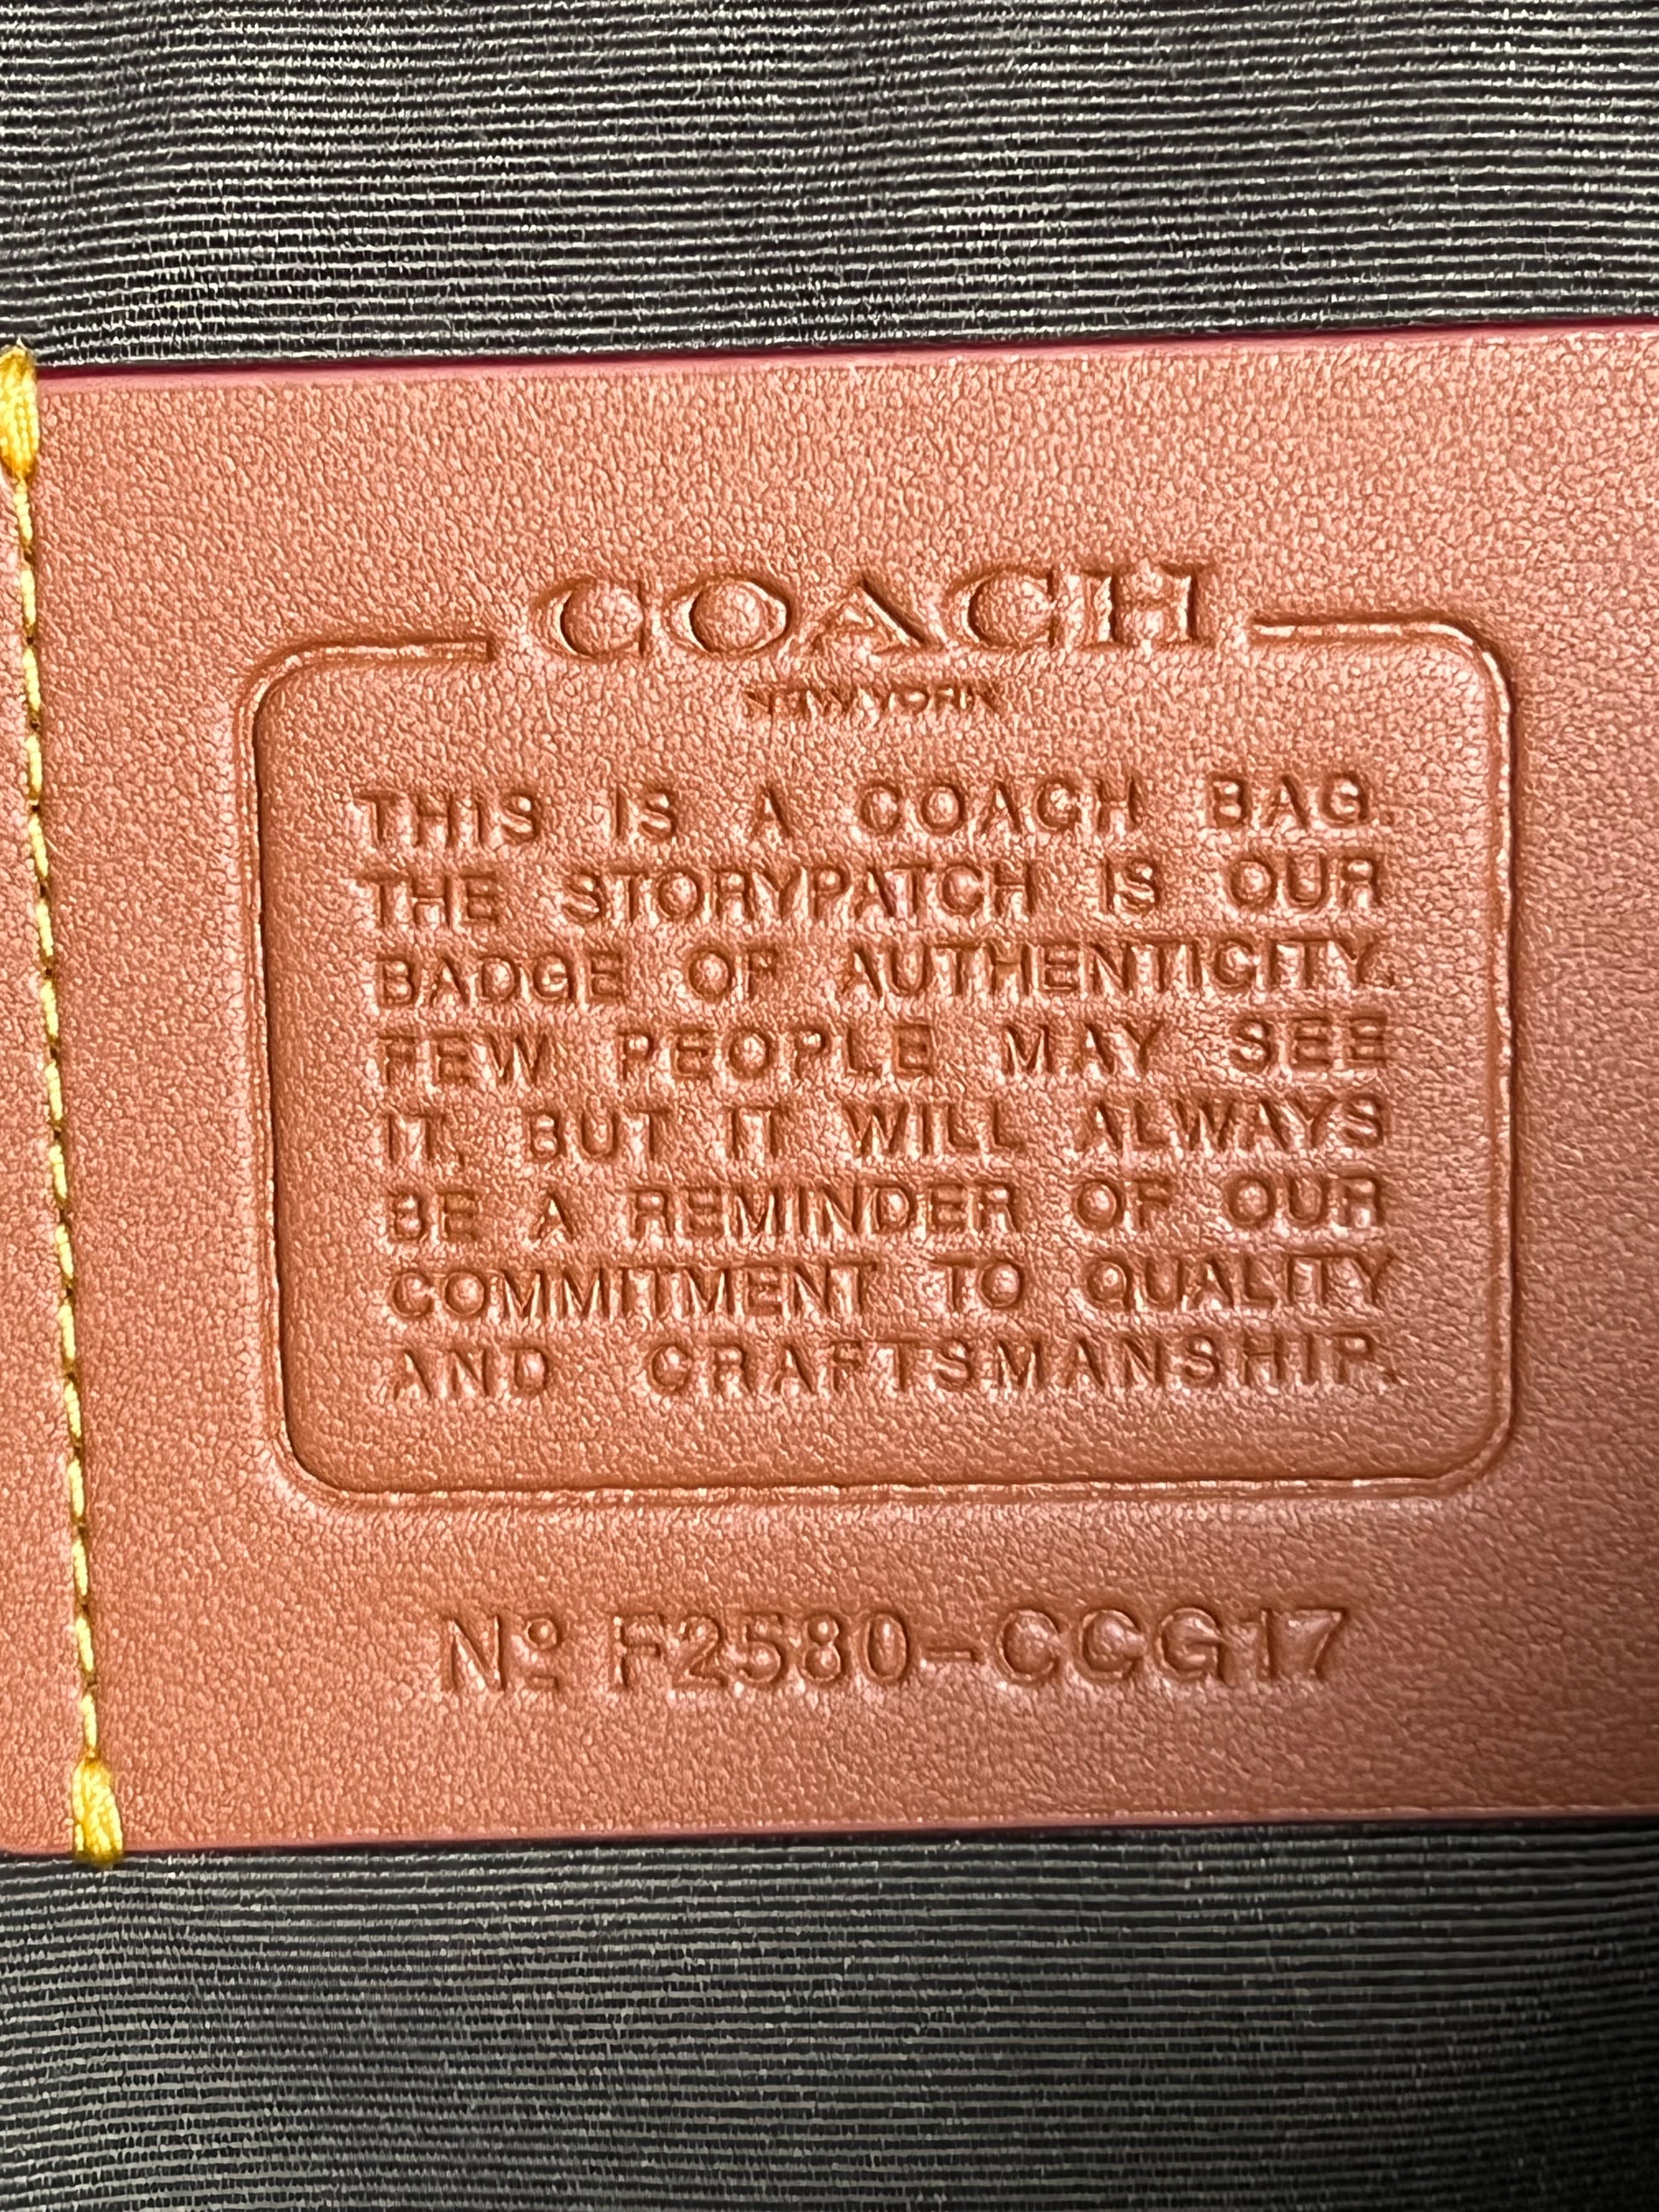 COACH
NEW YORK
THIS IS A COACH BAG.
THE STORYPATCH IS OUR
BADGE OF AUTHENTICITY.
FEW PEOPLE MAY SEE
IT, BUT IT WILL ALWAYS
BE A REMINDER OF OUR
COMMITMENT TO QUALITY
AND CRAFTSMANSHIP.
Nº F2580-CCG17